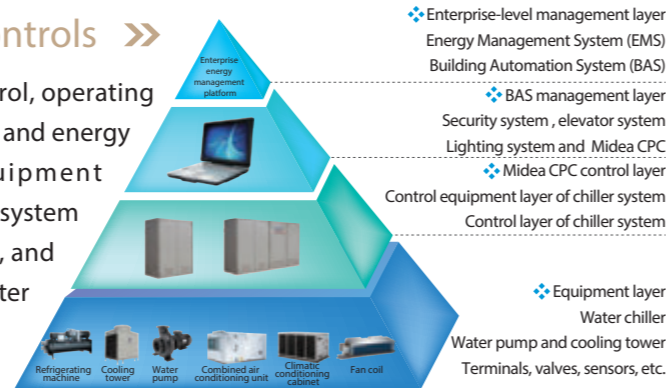 ontrols »
rol, operating
and energy
uipment
system
, and
ter
Enterprise
energy
management
platform
Enterprise-level management layer
Energy Management System (EMS)
Building Automation System (BAS)
BAS management layer
Security system , elevator system
Lighting system and Midea CPC
Midea CPC control layer
Control equipment layer of chiller system
Control layer of chiller system
Equipment layer
Water chiller
Water pump and cooling tower
Terminals, valves, sensors, etc.
Refrigerating
machine
Cooling
tower
Water
pump
Combined air
conditioning unit
Climatic
conditioning
cabinet
Fan coil